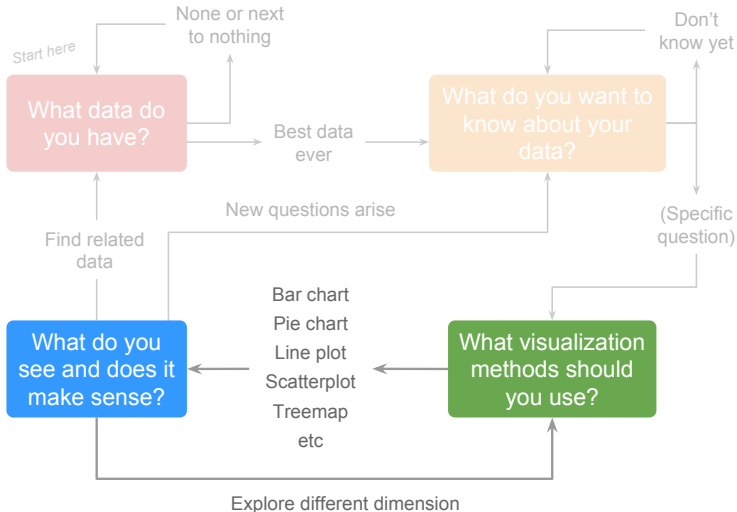 None or next
to nothing
Start here
What data do
you have?
Best data
ever
Don't
know yet
What do you want to
know about your
data?
(Specific
question)
New questions arise
Find related
data
What do you
see and does it
make sense?
Bar chart
Pie chart
Line plot
Scatterplot
Treemap
etc
What visualization
methods should
you use?
Explore different dimension